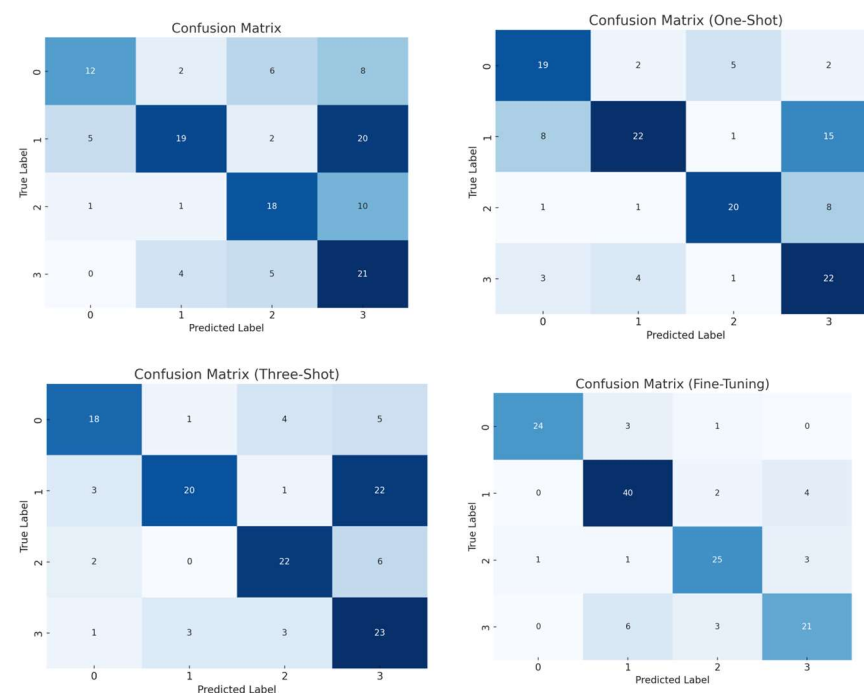 Confusion Matrix
0 12 2 6 8
1 5 19 2 20
2 1 1 18 10
3 0 4 5 21
0 1 2 3
True Label
Predicted Label
Confusion Matrix (One-Shot)
0 19 2 5 2
1 8 22 1 15
2 1 1 20 8
3 3 4 1 22
0 1 2 3
True Label
Predicted Label
Confusion Matrix (Three-Shot)
0 18 1 4 5
1 3 20 1 22
2 2 0 22 6
3 1 3 3 23
0 1 2 3
True Label
Predicted Label
Confusion Matrix (Fine-Tuning)
0 24 3 1 0
1 0 40 2 4
2 1 1 25 3
3 0 6 3 21
0 1 2 3
True Label
Predicted Label